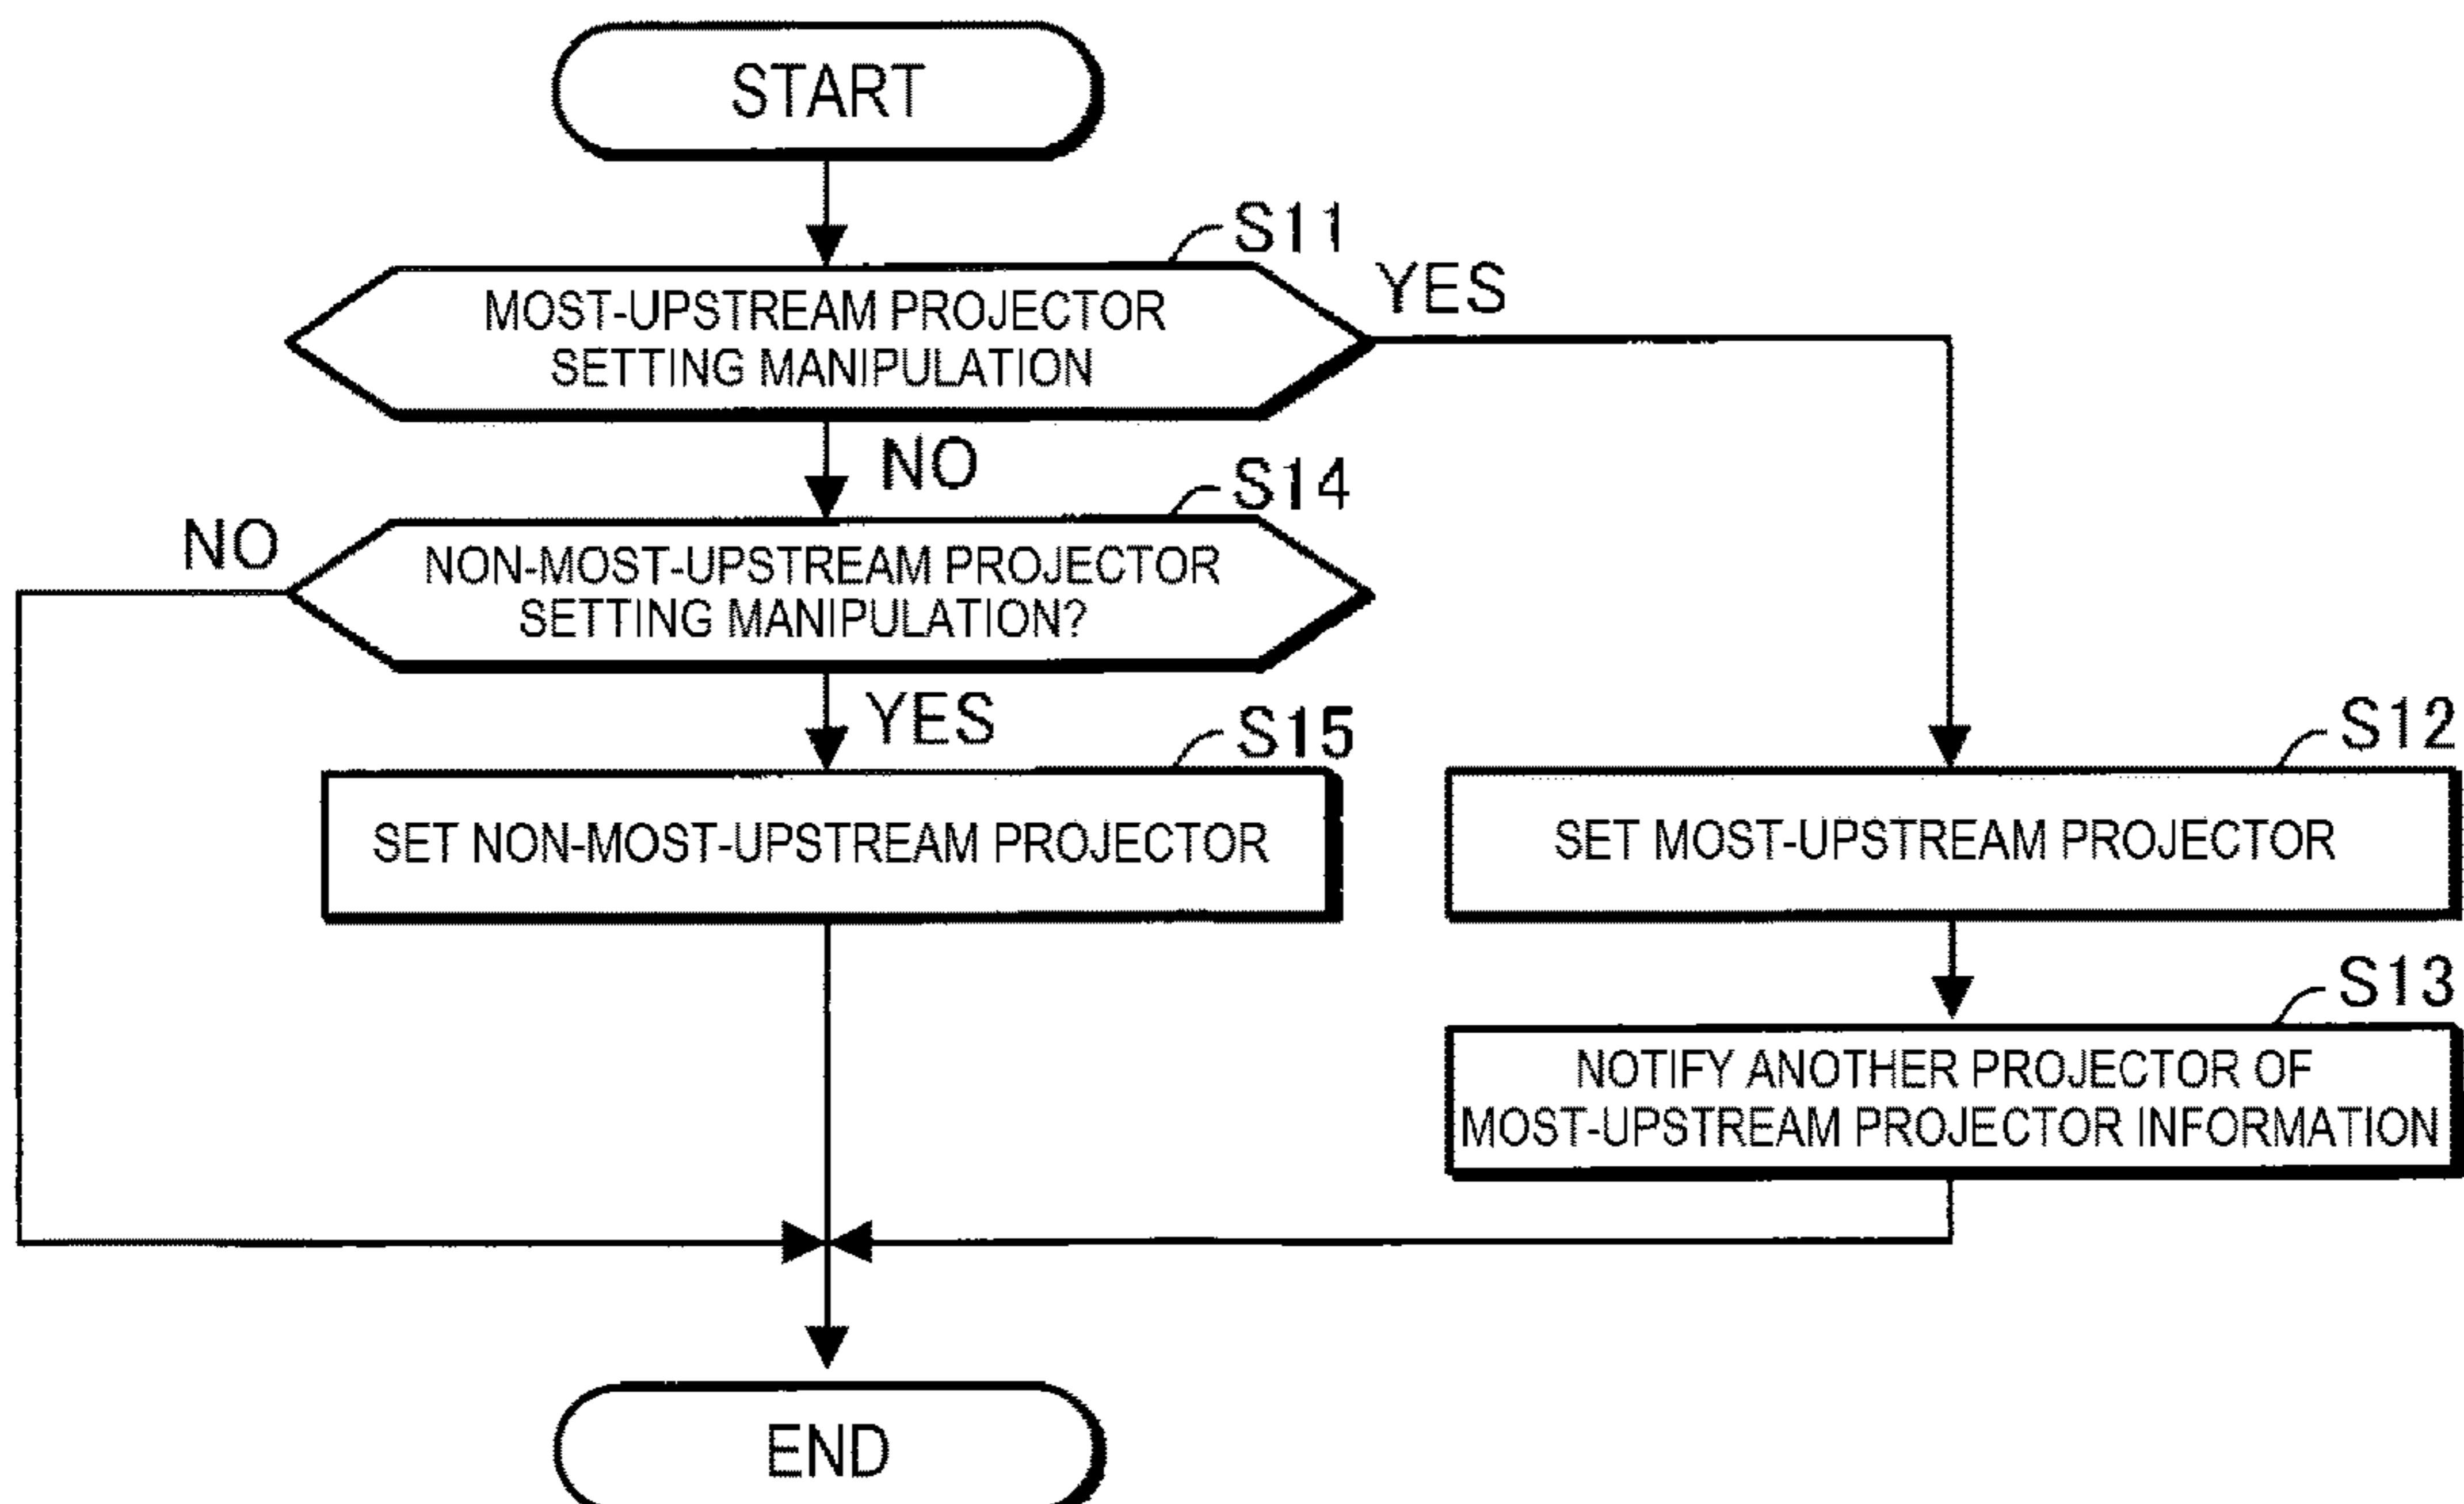 START
S11
MOST-UPSTREAM PROJECTOR
SETTING MANIPULATION
YES
NO
S14
NON-MOST-UPSTREAM PROJECTOR
SETTING MANIPULATION?
NO
YES
S15
SET NON-MOST-UPSTREAM PROJECTOR
S12
SET MOST-UPSTREAM PROJECTOR
S13
NOTIFY ANOTHER PROJECTOR OF
MOST-UPSTREAM PROJECTOR INFORMATION
END